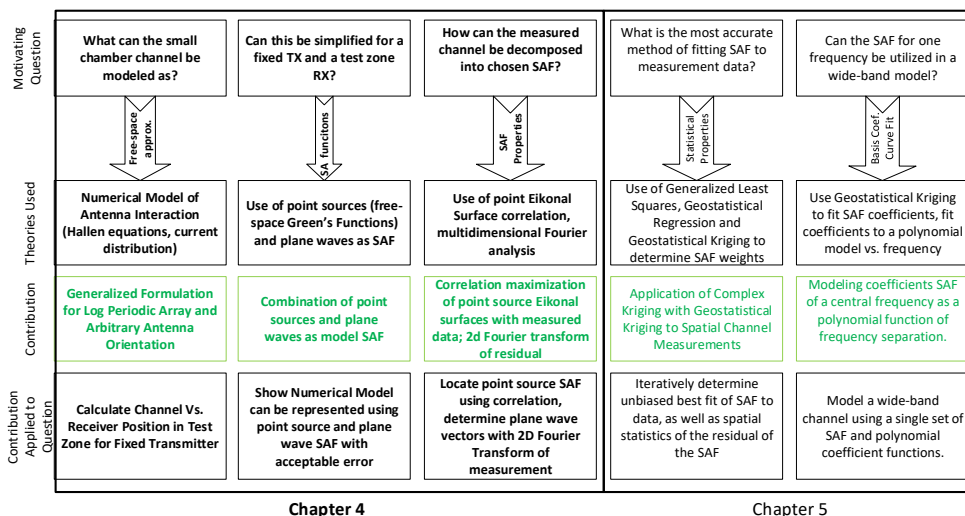 Motivating
Question
What can the small
chamber channel be
modeled as?
Can this be simplified for a
fixed TX and a test zone
RX?
How can the measured
channel be decomposed
into chosen SAF?
What is the most accurate
method of fitting SAF to
measurement data?
Can the SAF for one
frequency be utilized in a
wide-band model?
Free-space
approx.
SA funcitons
SAF
Properties
Statistical
Properties
Basis Coef.
Curve Fit
Theories Used
Numerical Model of
Antenna Interaction
(Hallen equations, current
distribution)
Use of point sources (free-
space Green's Functions)
and plane waves as SAF
Use of point Eikonal
Surface correlation,
multidimensional Fourier
analysis
Use of Generalized Least
Squares, Geostatistical
Regression and
Geostatistical Kriging to
determine SAF weights
Use Geostatistical Kriging
to fit SAF coefficients, fit
coefficients to a polynomial
model vs. frequency
Contribution
Generalized Formulation
for Log Periodic Array and
Arbitrary Antenna
Orientation
Combination of point
sources and plane
waves as model SAF
Correlation maximization
of point source Eikonal
surfaces with measured
data; 2d Fourier transform
of residual
Application of Complex
Kriging with Geostatistical
Kriging to Spatial Channel
Measurements
Modeling coefficients SAF
of a central frequency as a
polynomial function of
frequency separation.
Contribution
Applied to
Question
Calculate Channel Vs.
Receiver Position in Test
Zone for Fixed Transmitter
Show Numerical Model
can be represented using
point source and plane
wave SAF with
acceptable error
Locate point source SAF
using correlation,
determine plane wave
vectors with 2D Fourier
Transform of
measurement
Iteratively determine
unbiased best fit of SAF to
data, as well as spatial
statistics of the residual of
the SAF
Model a wide-band
channel using a single set of
SAF and polynomial
coefficient functions.
Chapter 4
Chapter 5